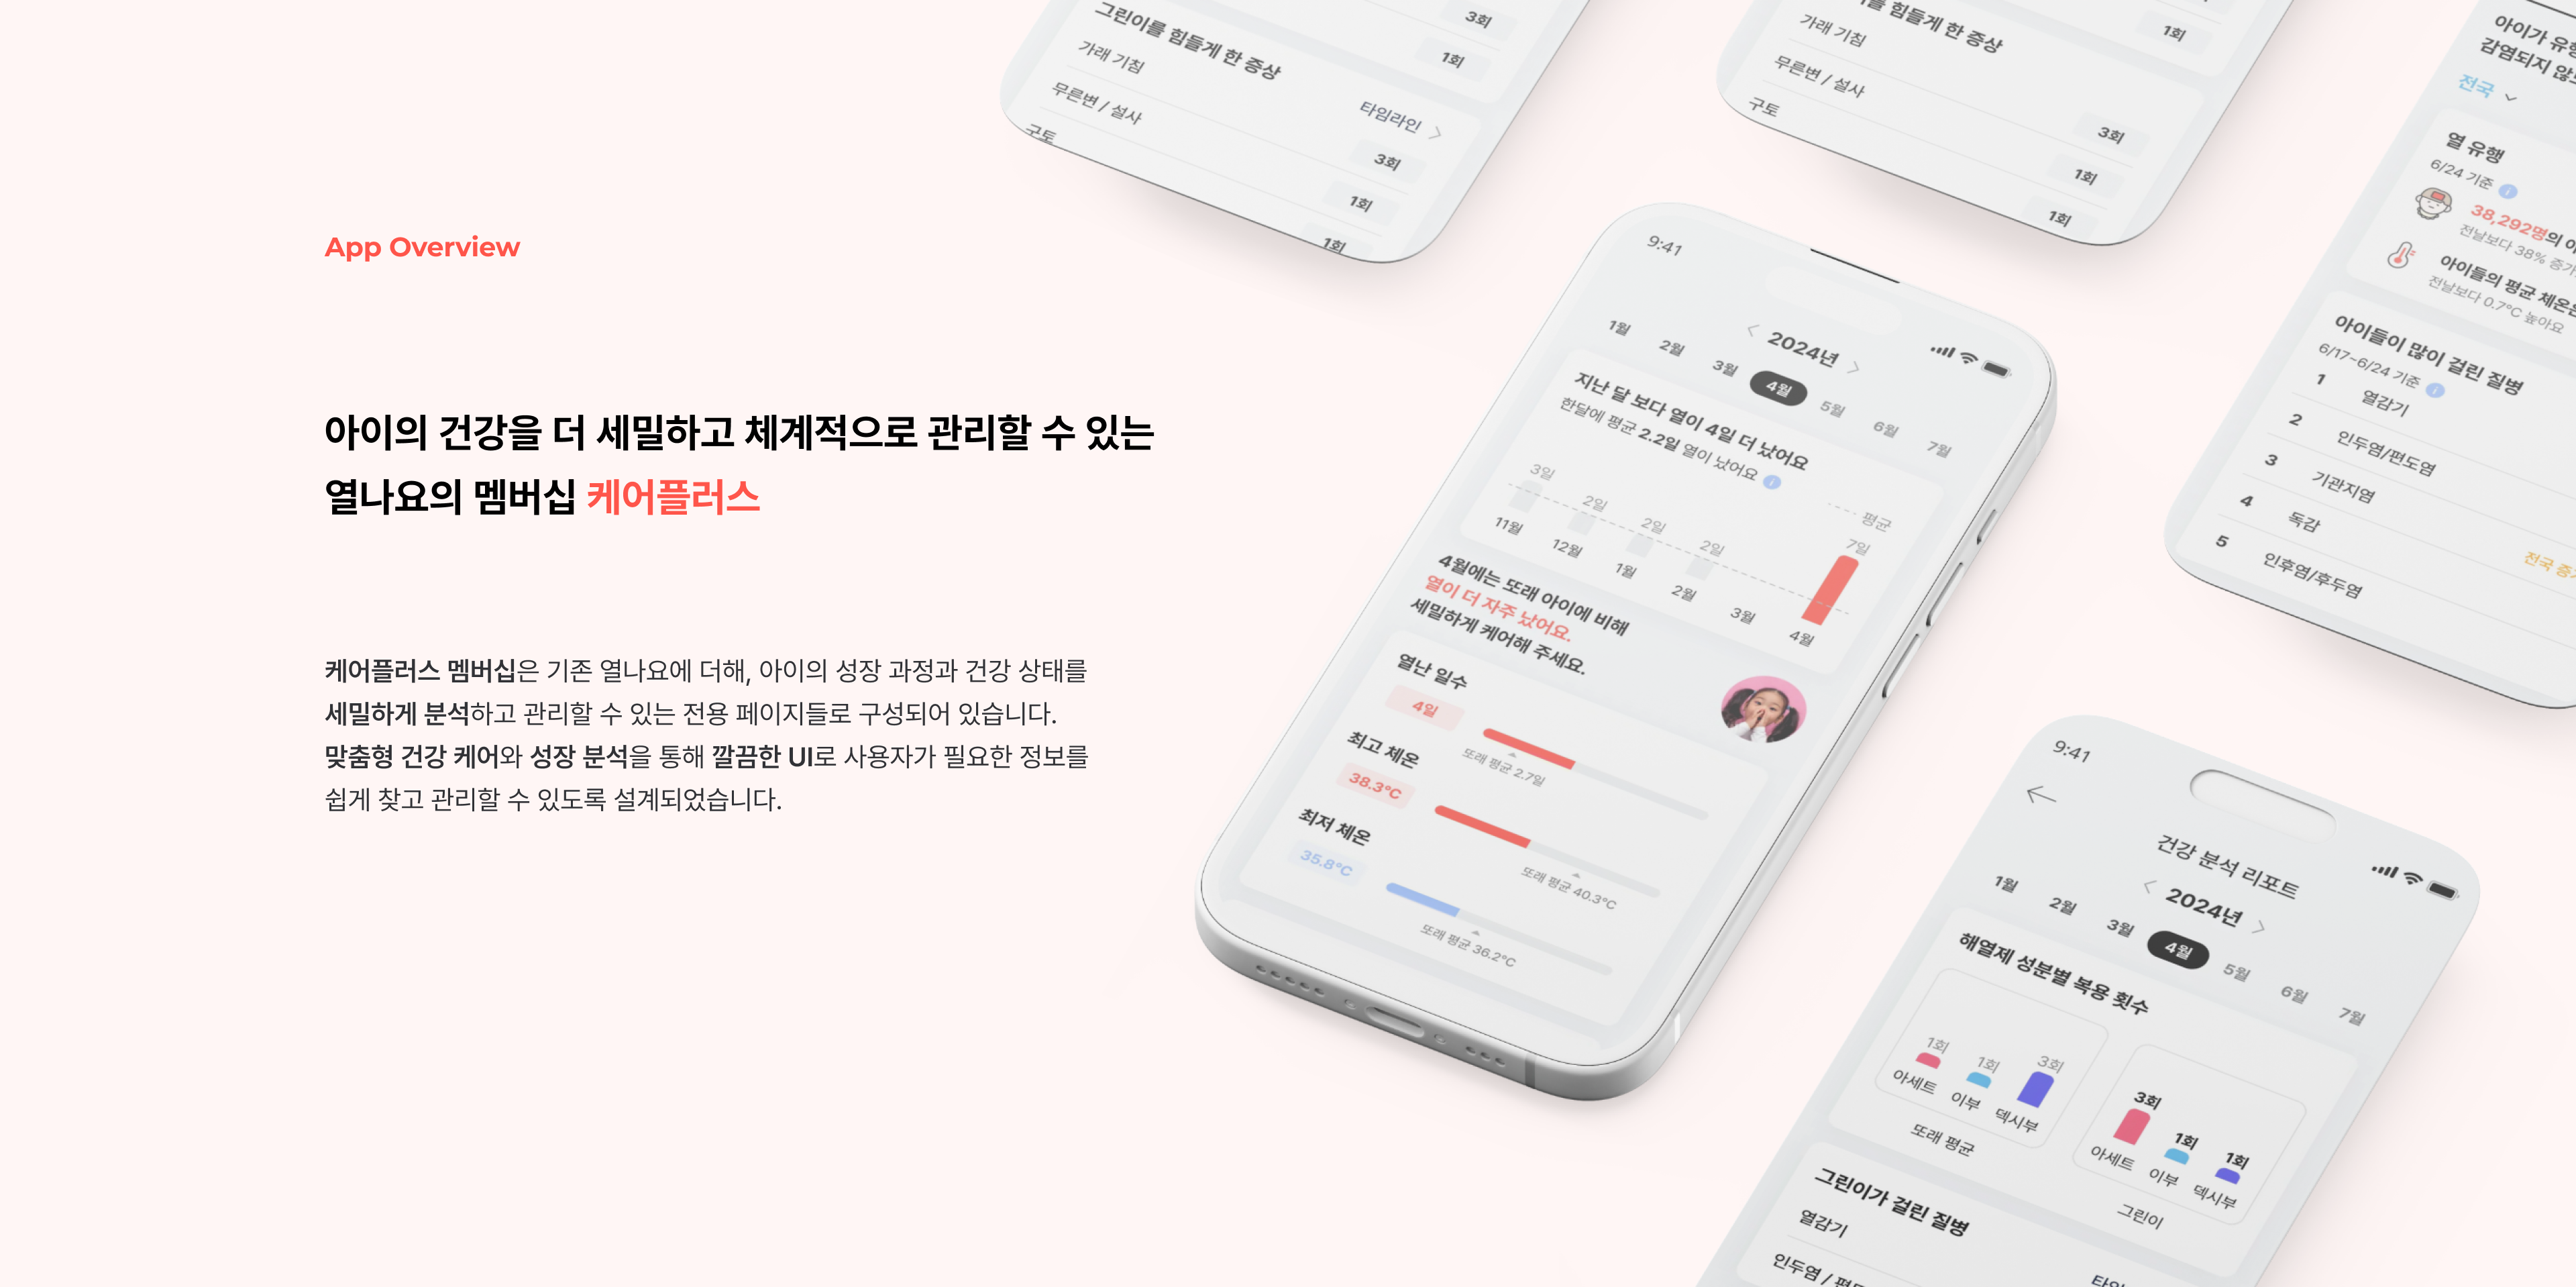 App Overview
아이의 건강을 더 세밀하고 체계적으로 관리할 수 있는
열나요의 멤버십 케어플러스
케어플러스 멤버십은 기존 열나요에 더해, 아이의 성장 과정과 건강 상태를
세밀하게 분석하고 관리할 수 있는 전용 페이지들로 구성되어 있습니다.
맞춤형 건강 케어와 성장 분석을 통해 깔끔한 UI로 사용자가 필요한 정보를
쉽게 찾고 관리할 수 있도록 설계되었습니다.
3회
1회
그린이를 힘들게 한 증상
타임라인
가래 기침
3회
무른변 / 설사
1회
구토
1회
1회
힘들게 한 증상
가래 기침
3회
무른변 / 설사
1회
구토
1회
9:41
2024년
1월
2월
3월
4월
5월
6월
7월
지난 달 보다 열이 4일 더 났어요
한달에 평균 2.2일 열이 났어요
평균
3일
2일
2일
2일
7일
11월
12월
1월
2월
3월
4월
4월에는 또래 아이에 비해
열이 더 자주 났어요.
세밀하게 케어해 주세요.
열난 일수
4일
또래 평균 2.7일
최고 체온
38.3°C
또래 평균 40.3°C
최저 체온
35.8°C
또래 평균 36.2°C
아이가
감염되지
전국
열 유행
6/24 기준
38,292명의
전날보다 38%
아이들의 평균 체온은
전날보다 0.7°C 높아요
아이들이 많이 걸린 질병
6/17~6/24 기준
1 열감기
2 인두염/편도염
3 기관지염
4 독감
전국
5 인후염/후두염
9:41
건강 분석 리포트
2024년
1월
2월
3월
4월
5월
6월
7월
해열제 성분별 복용 횟수
1회
1회
3회
아세트
이부
덱시부
또래 평균
3회
1회
1회
아세트
이부
덱시부
그린이
그린이가 걸린 질병
열감기
인두염 /